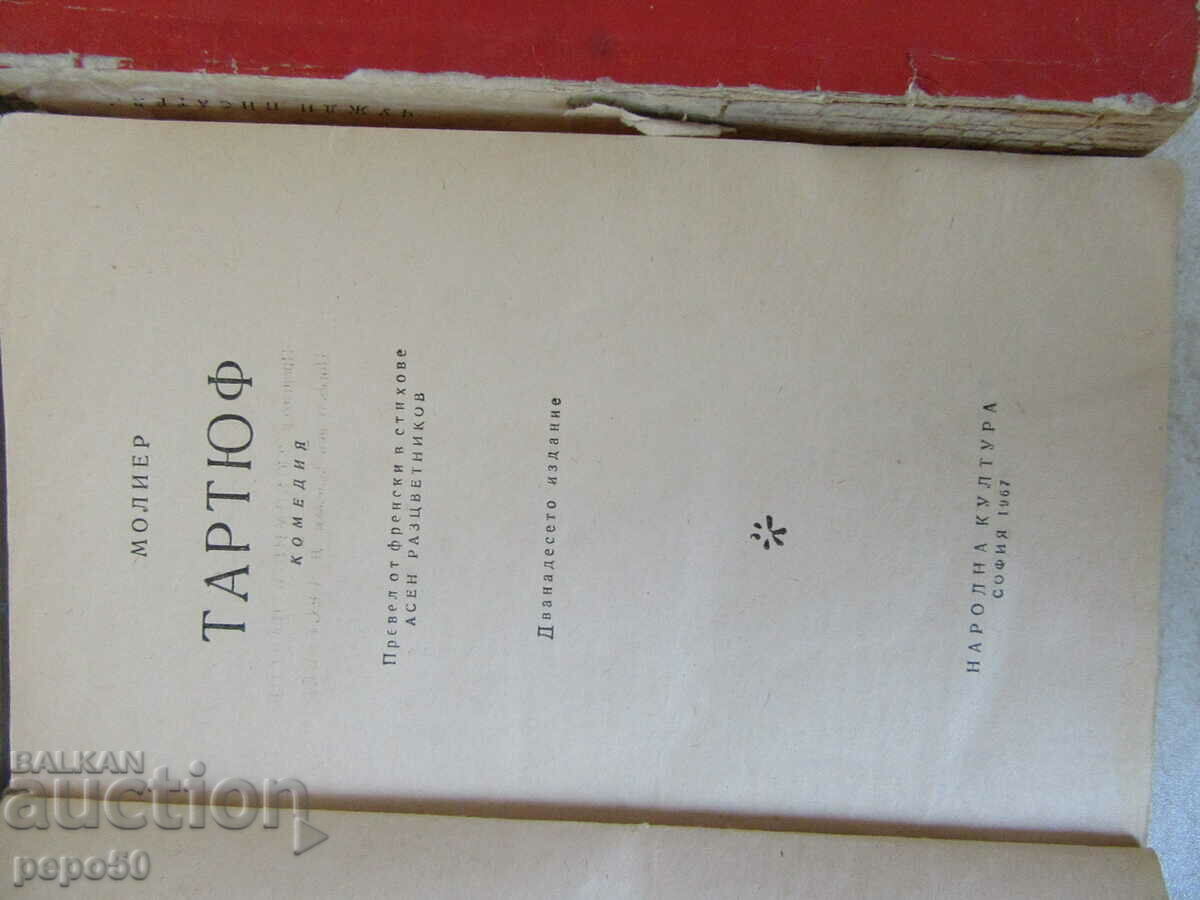 МОЛИЕР
ТАРТЮФ
КОМЕДИЯ
Превел от френски в стихове
АСЕН РАЗЦВЕТНИКОВ
Дванадесето издание
НАРОДНА КУЛТУРА
СОФИЯ 1967
BALKAN
auction
pepo50